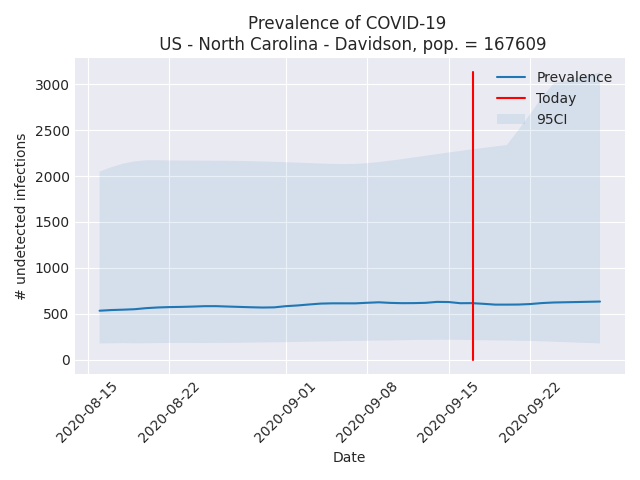 Prevalence of COVID-19
US - North Carolina - Davidson, pop. = 167609
Prevalence
Today
95CI
# undetected infections
3000
2500
2000
1500
1000
500
0
2020-08-15
2020-08-22
2020-09-01
2020-09-08
2020-09-15
2020-09-22
Date